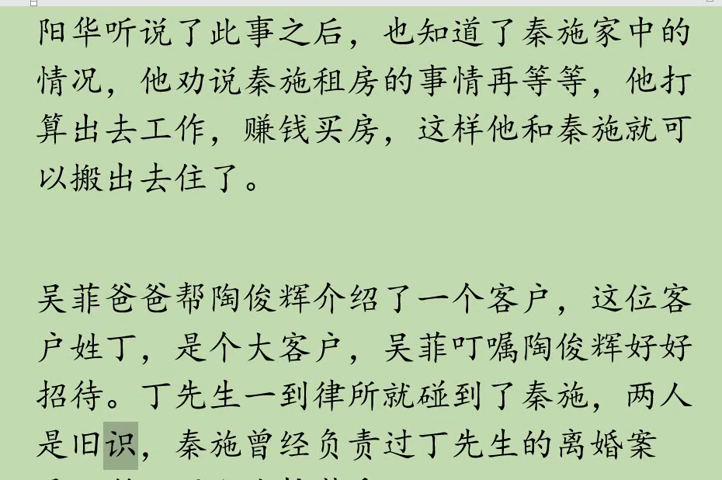 阳华听说了此事之后，也知道了秦施家中的
情况，他劝说秦施租房的事情再等等，他打
算出去工作，赚钱买房，这样他和秦施就可
以搬出去住了。
吴菲爸爸帮陶俊辉介绍了一个客户，这位客
户姓丁，是个大客户，吴菲叮嘱陶俊辉好好
招待。丁先生一到律所就碰到了秦施，两人
是旧识，秦施曾经负责过丁先生的离婚案